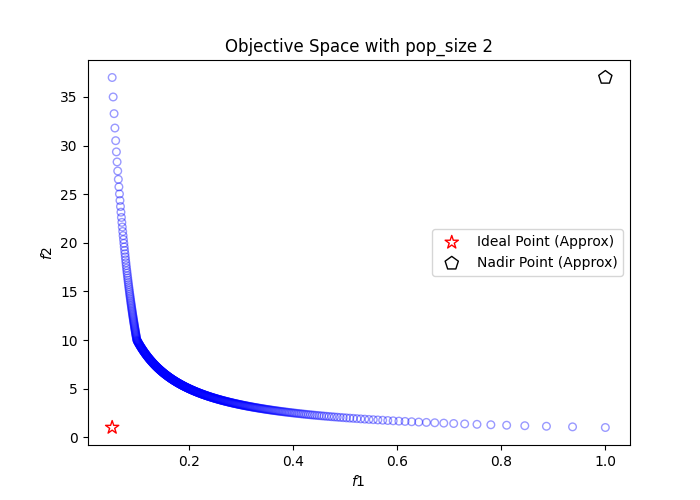 Objective Space with pop_size 2
35
30
25
20
15
10
5
0
f2
Ideal Point (Approx)
Nadir Point (Approx)
0.2
0.4
0.6
0.8
1.0
f1